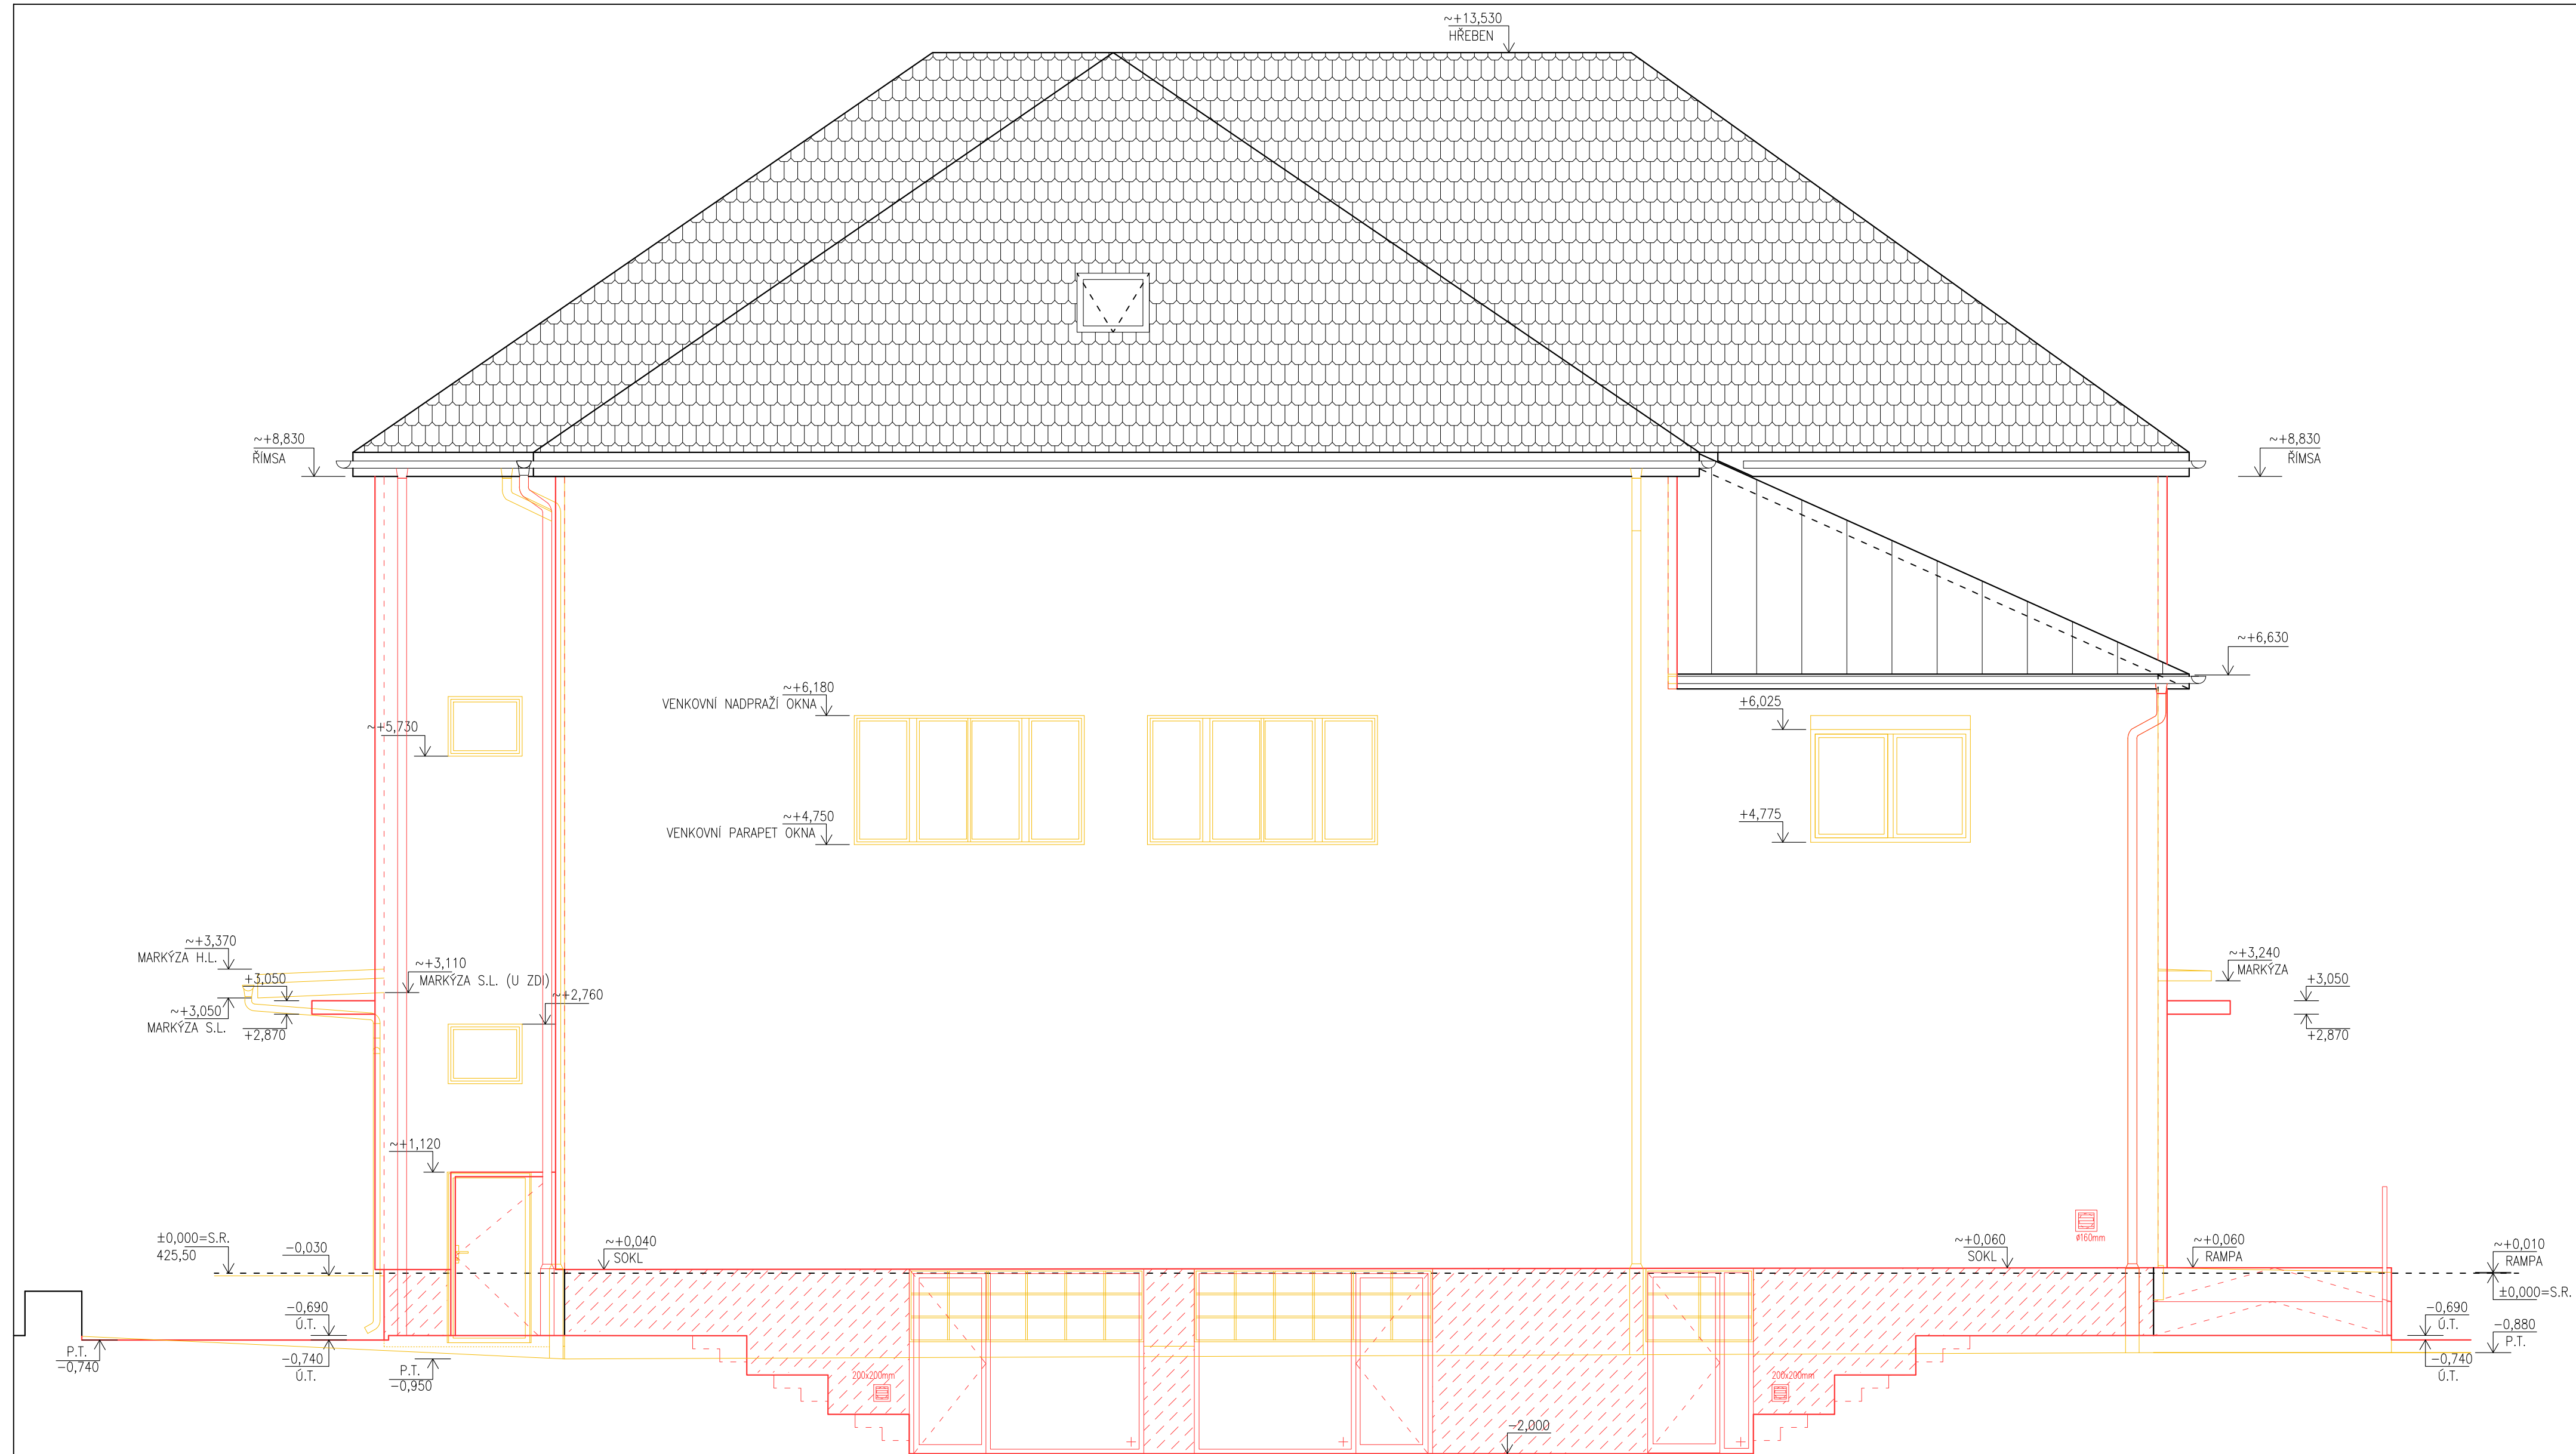 ~+13,530
HŘEBEN
~+8,830
ŘÍMSA
~+8,830
ŘÍMSA
~+6,630
~+6,180
VENKOVNÍ NADPRAŽÍ OKNA
+6,025
~+5,730
~+4,750
VENKOVNÍ PARAPET OKNA
+4,775
~+3,370
MARKÝZA H.L.
+3,050
~+3,110
MARKÝZA S.L. (U ZDI)
~+2,760
~+3,050
MARKÝZA S.L.
+2,870
~+3,240
MARKÝZA
+3,050
+2,870
~+1,120
±0,000=S.R.
425,50
-0,030
~+0,040
SOKL
ø160mm
~+0,060
SOKL
~+0,060
RAMPA
~+0,010
RAMPA
±0,000=S.R.
-0,690
Ú.T.
-0,740
Ú.T.
P.T.
-0,740
P.T.
-0,950
200x200mm
200x200mm
-2,000
-0,690
Ú.T.
-0,880
P.T.
-0,740
Ú.T.